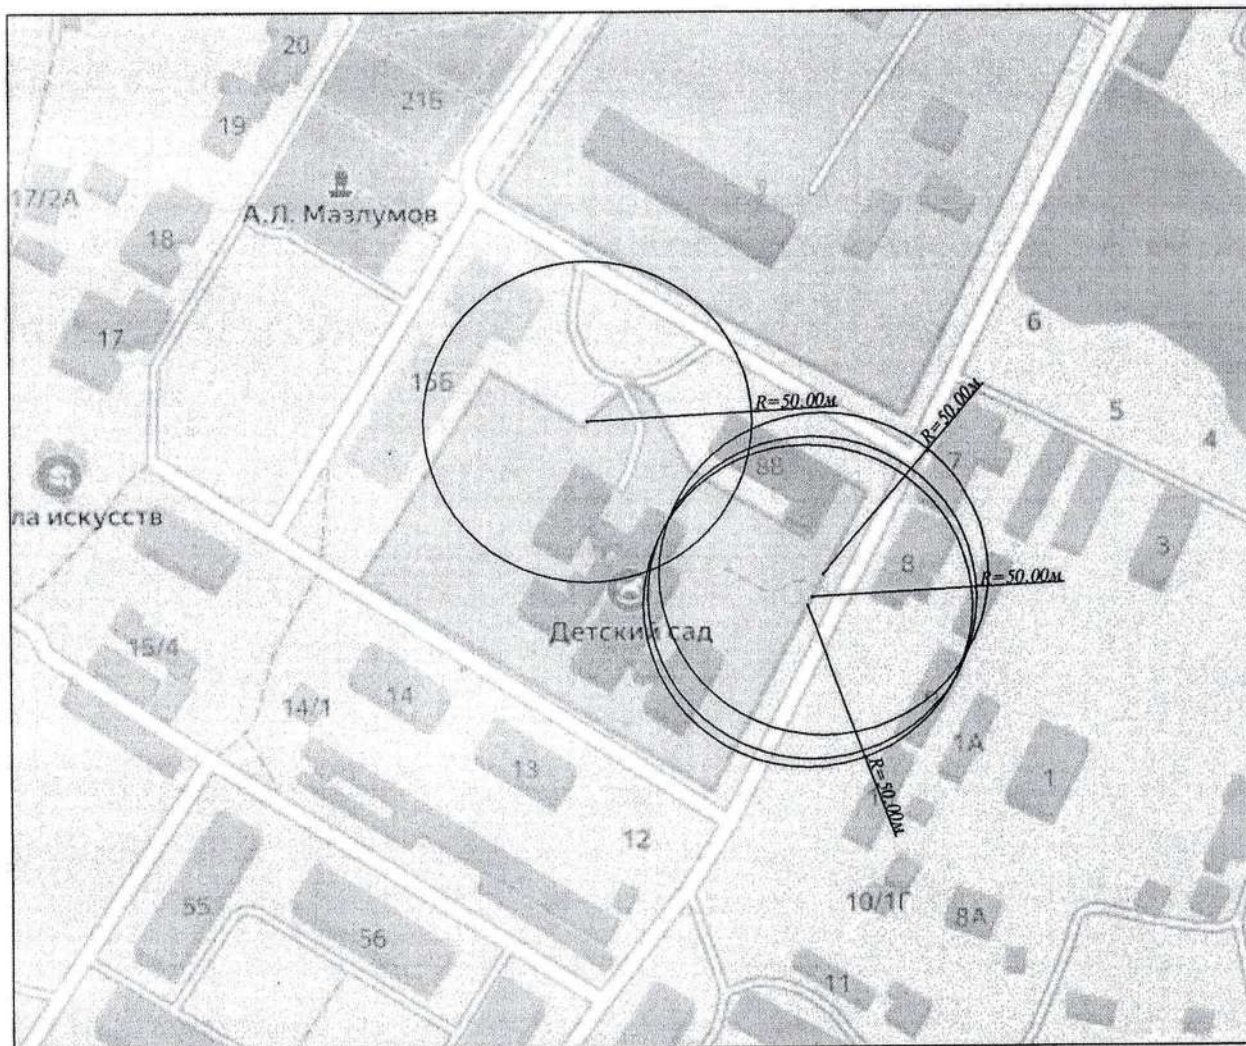 20
21Б
19
17/2А
А.Л. Мазлумов
18
17
6
15Б
R=50.00м
R=50.00м
5
4
88
7
ла искусств
3
8
R=50.00м
Детский сад
15/4
14/1
14
13
1А
1
R=50.00м
12
55
56
10/1Г
8А
11